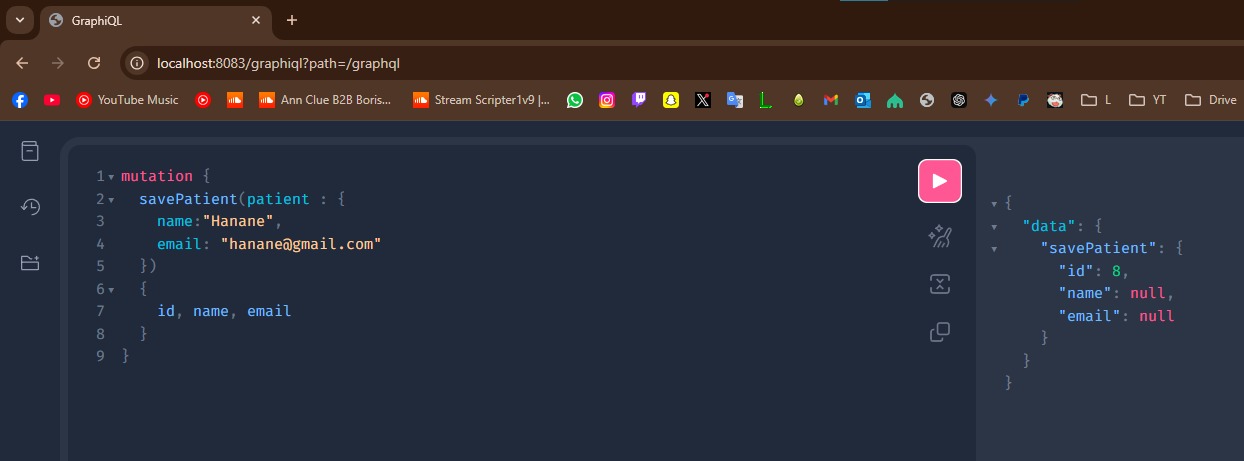 GraphiQL
localhost:8083/graphiql?path=/graphql
YouTube Music
Ann Clue B2B Boris...
Stream Scripter1v9 |...
L
YT
Drive
1 mutation {
2 savePatient(patient : {
3 name:"Hanane",
4 email: "hanane@gmail.com"
5 })
6 {
7 id, name, email
8 }
9 }
{
"data": {
"savePatient": {
"id": 8,
"name": null,
"email": null
}
}
}